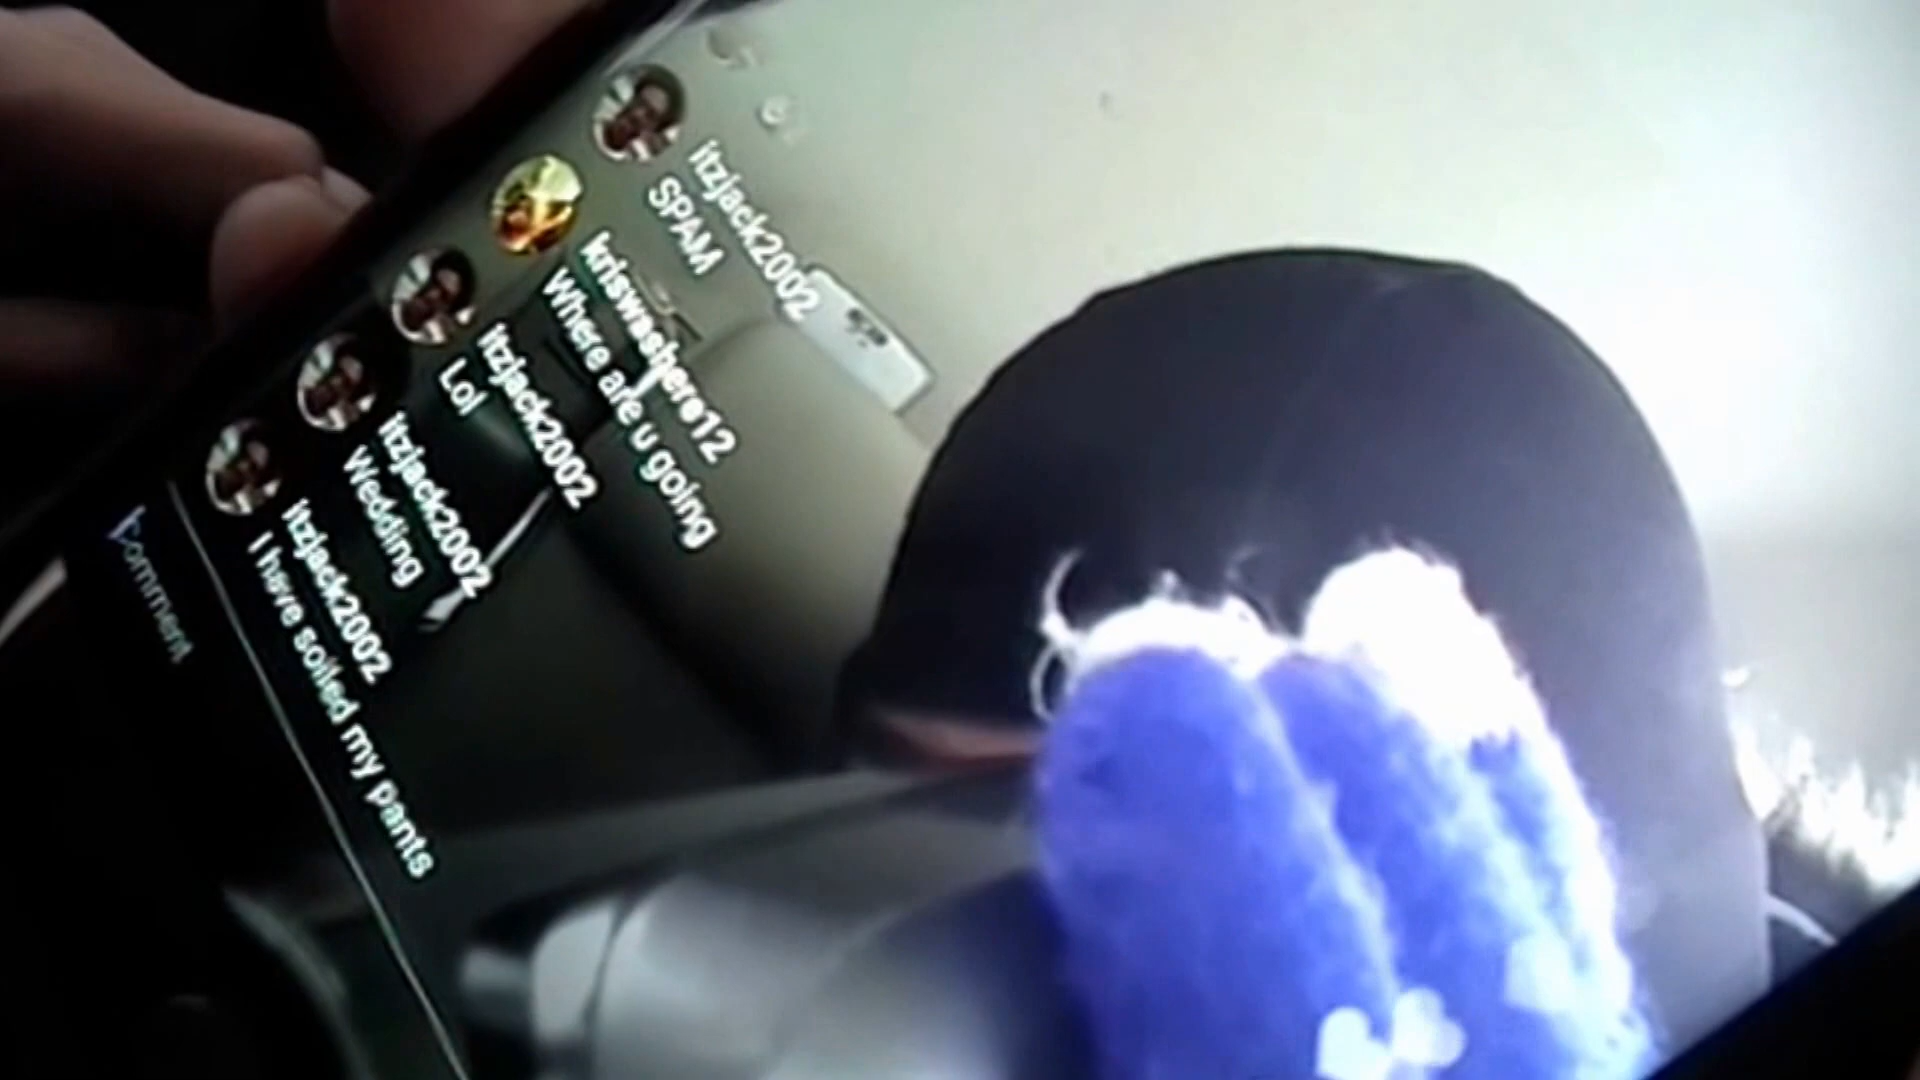 itzjack2002
SPAM
kriswashere12
Where are u going
itzjack2002
Lol
itzjack2002
Wedding
itzjack2002
I have soiled my pants
Comment